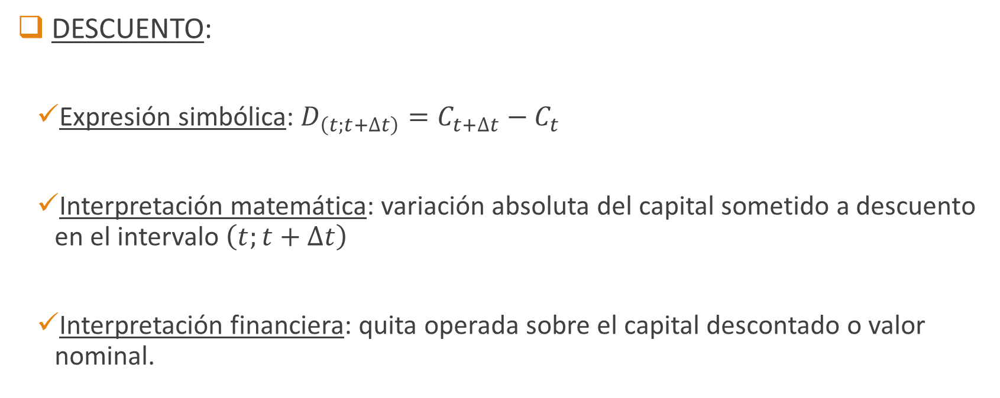 DESCUENTO:
Expresión simbólica: $D_{(t;t+\Delta t)} = C_{t+\Delta t} - C_t$
Interpretación matemática: variación absoluta del capital sometido a descuento
en el intervalo $(t; t + \Delta t)$
Interpretación financiera: quita operada sobre el capital descontado o valor
nominal.